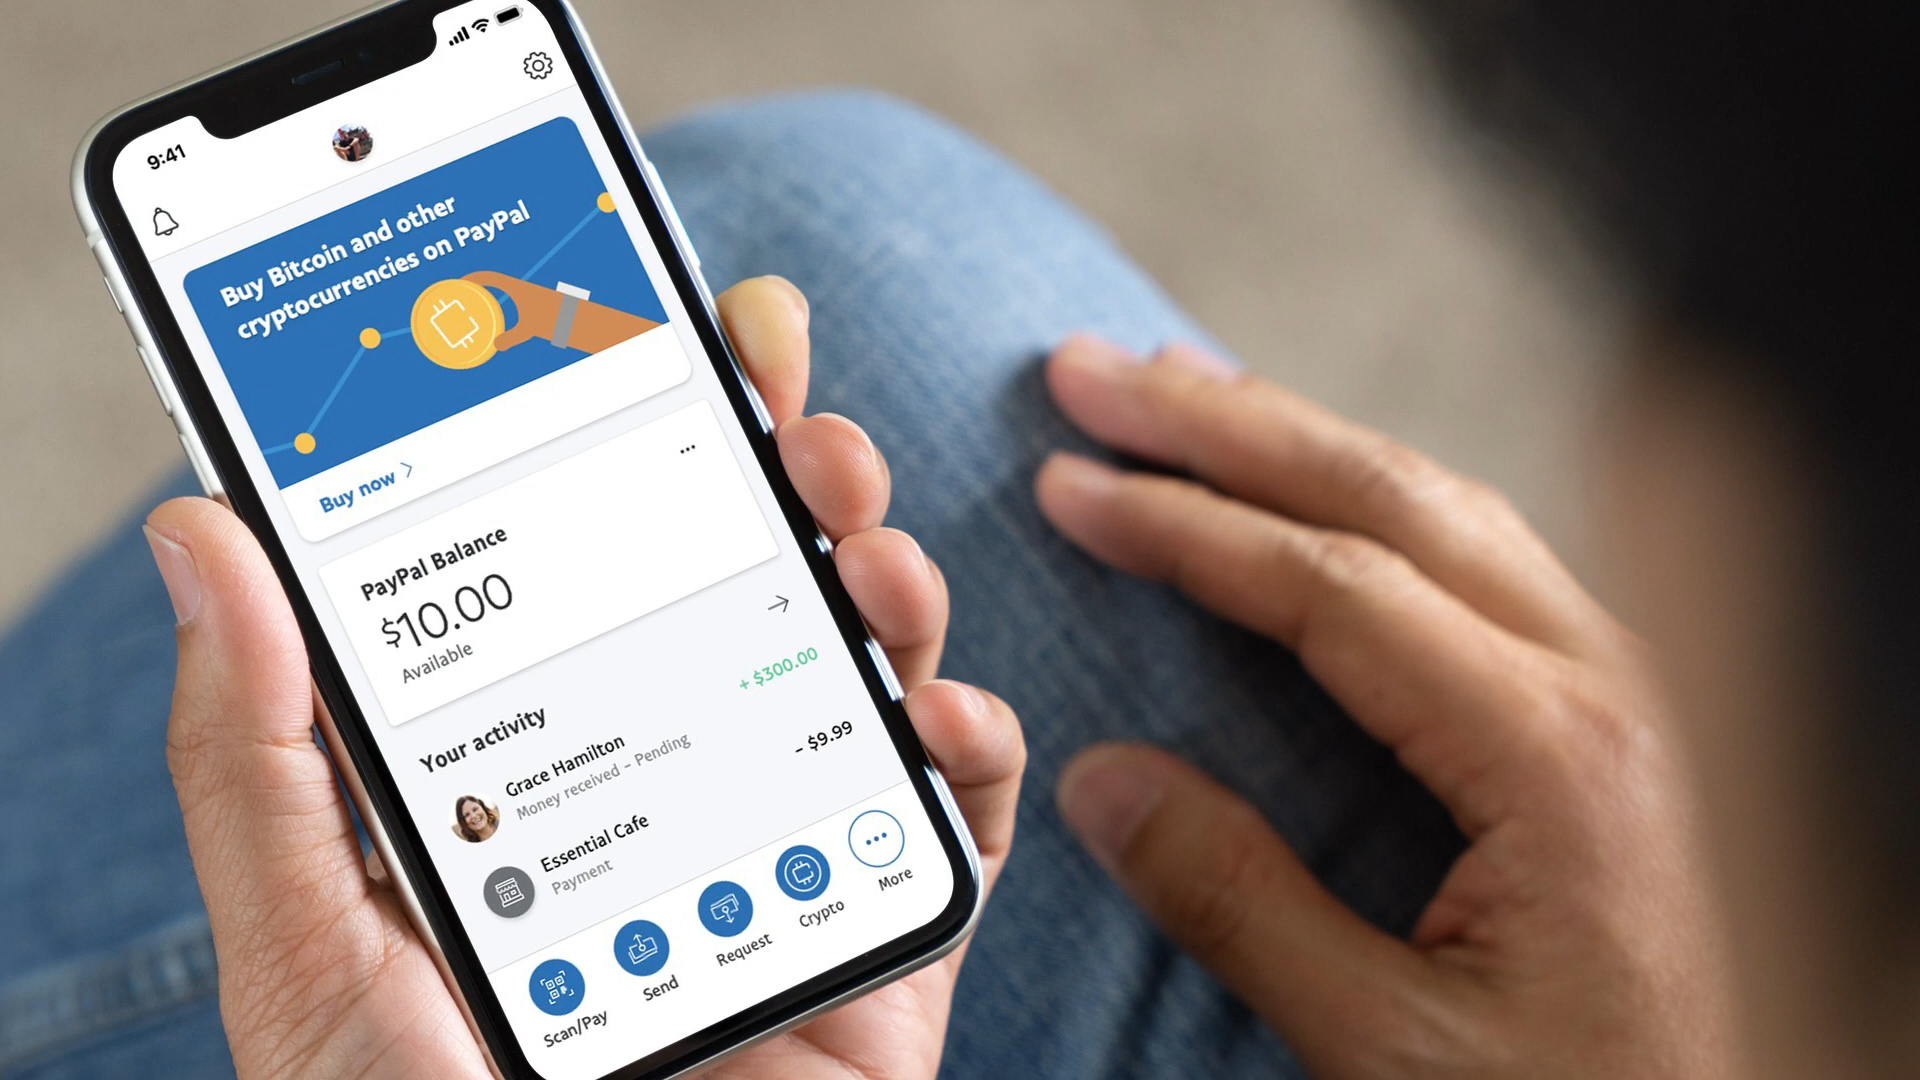 9:41
Buy Bitcoin and other
cryptocurrencies on PayPal
Buy now
PayPal Balance
$10.00
Available
Your activity
Grace Hamilton
+ $300.00
Money received - Pending
Essential Cafe
- $9.99
Payment
Scan/Pay
Send
Request
Crypto
More